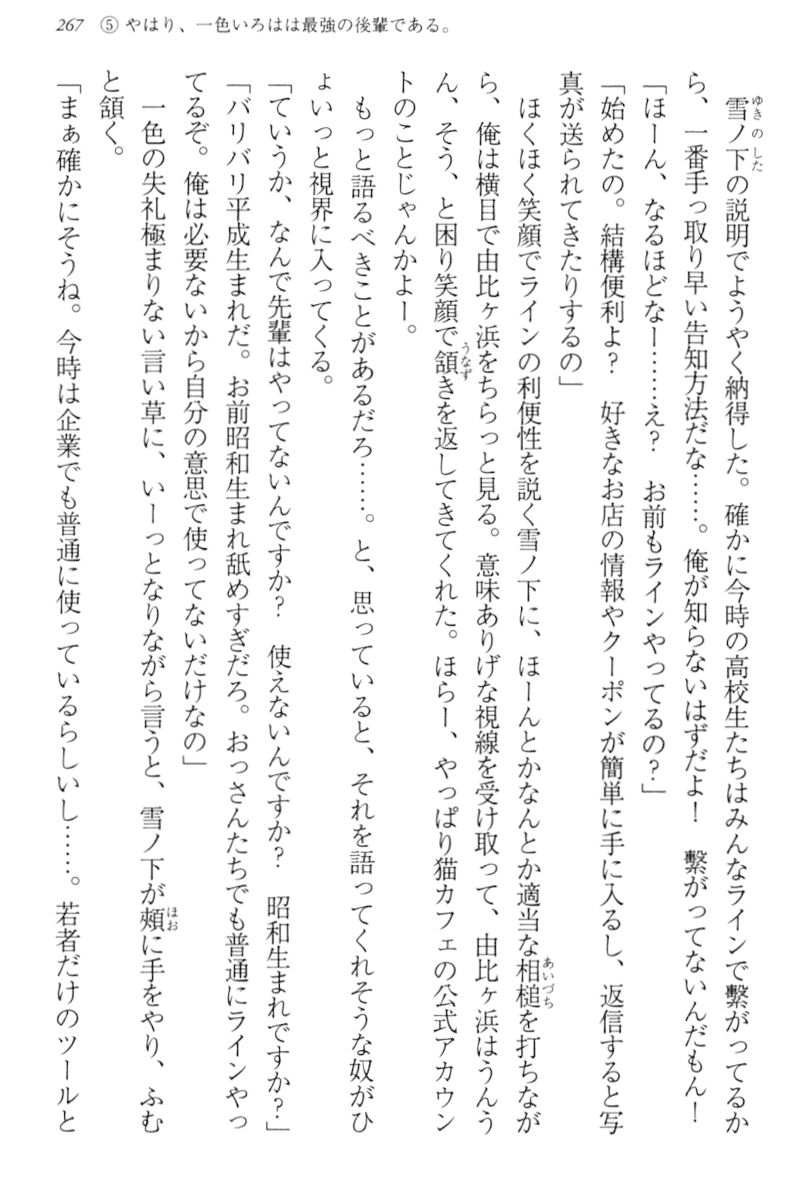 267 ⑤ やはり、一色いろはは最強の後輩である。
　雪ノ下の説明でようやく納得した。確かに今時の高校生たちはみんなラインで繋がってるか
ら、一番手っ取り早い告知方法だな……。俺が知らないはずだよ！　繋がってないんだもん！
「ほーん、なるほどなー……え？　お前もラインやってるの？」
「始めたの。結構便利よ？　好きなお店の情報やクーポンが簡単に手に入るし、返信すると写
真が送られてきたりするの」
　ほくほく笑顔でラインの利便性を説く雪ノ下に、ほーんとかなんとか適当な相槌を打ちなが
ら、俺は横目で由比ヶ浜をちらっと見る。意味ありげな視線を受け取って、由比ヶ浜はうんう
ん、そう、と困り笑顔で頷きを返してきてくれた。ほらー、やっぱり猫カフェの公式アカウン
トのことじゃんかよー。
　もっと語るべきことがあるだろ……。と、思っていると、それを語ってくれそうな奴がひ
ょいっと視界に入ってくる。
「ていうか、なんで先輩はやってないんですか？　使えないんですか？　昭和生まれですか？」
「バリバリ平成生まれだ。お前昭和生まれ舐めすぎだろ。おっさんたちでも普通にラインやっ
てるぞ。俺は必要ないから自分の意思で使ってないだけなの」
　一色の失礼極まりない言い草に、いーっとなりながら言うと、雪ノ下が頰に手をやり、ふむ
と頷く。
「まぁ確かにそうね。今時は企業でも普通に使っているらしいし……。若者だけのツールと